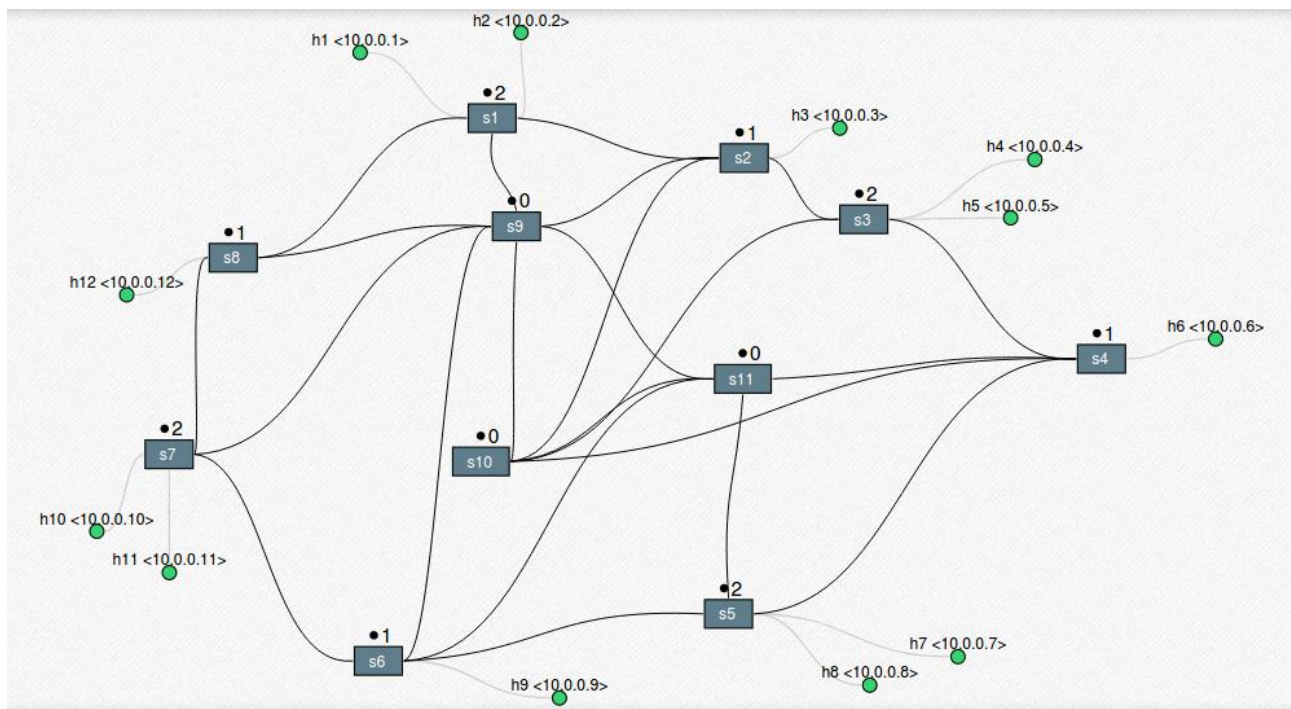 h2 <10.0.0.2>
h1 <10.0.0.1>
2
s1
h3 <10.0.0.3>
1
s2
h4 <10.0.0.4>
2
s3
h5 <10.0.0.5>
0
s9
1
s8
h12 <10.0.0.12>
h6 <10.0.0.6>
1
s4
0
s11
2
s7
0
s10
h10 <10.0.0.10>
h11 <10.0.0.11>
2
s5
1
s6
h7 <10.0.0.7>
h8 <10.0.0.8>
h9 <10.0.0.9>